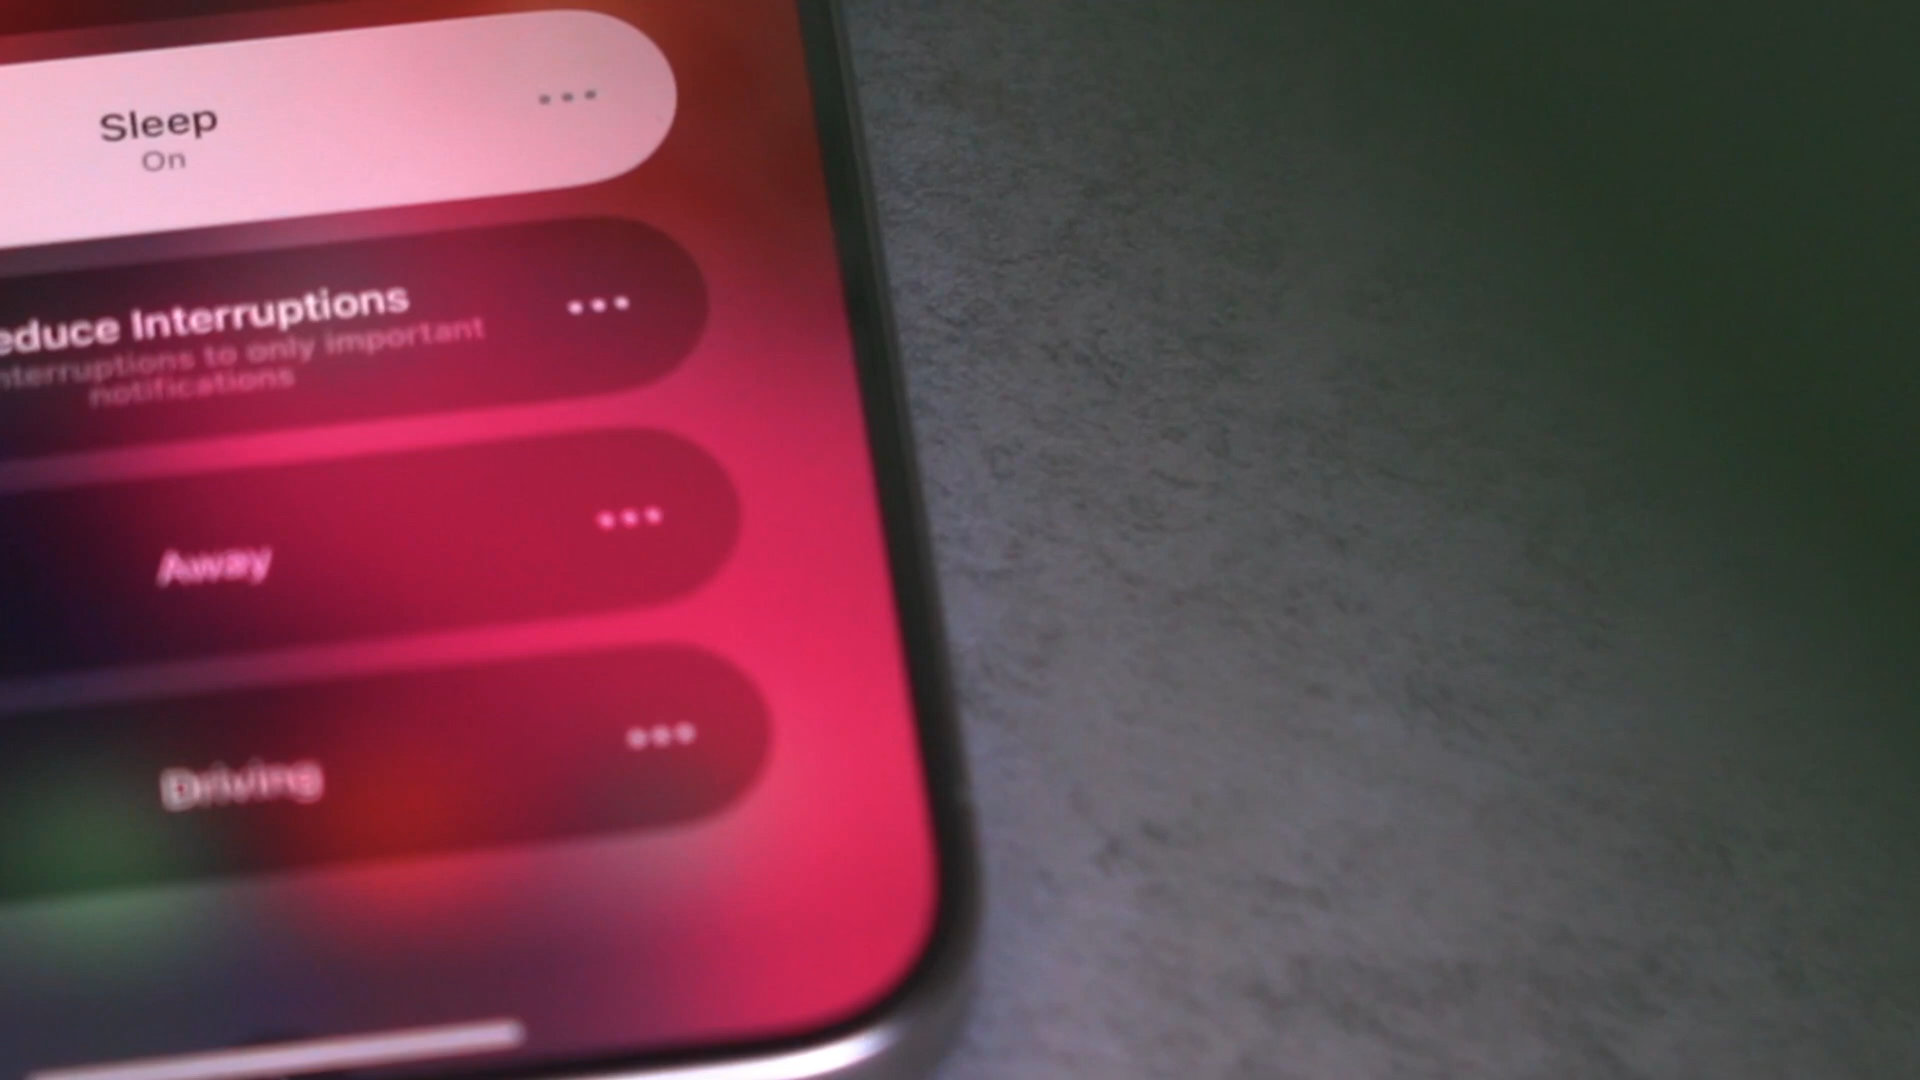 Sleep
On
educe Interruptions
nterruptions to only important
notifications
Away
Driving